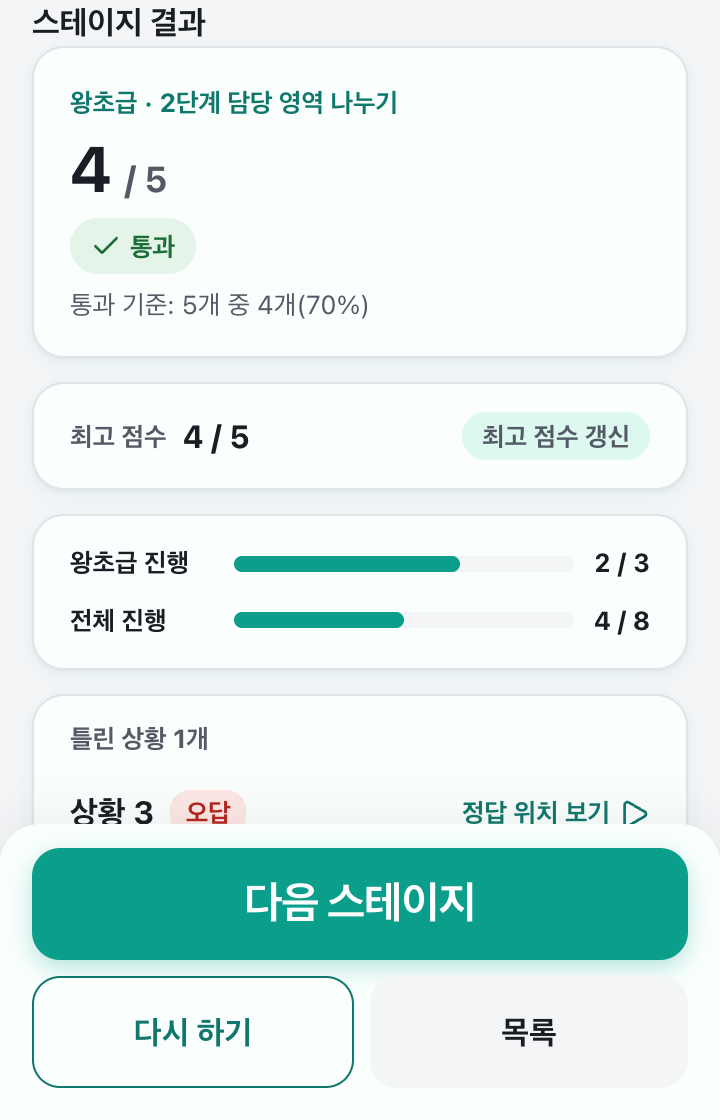 스테이지 결과
왕초급 · 2단계 담당 영역 나누기
4 / 5
통과
통과 기준: 5개 중 4개(70%)
최고 점수 4 / 5 최고 점수 갱신
왕초급 진행 2 / 3
전체 진행 4 / 8
틀린 상황 1개
상황 3 오답 정답 위치 보기
다음 스테이지
다시 하기 목록